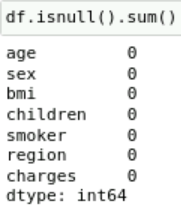 df.isnull().sum()
age 0
sex 0
bmi 0
children 0
smoker 0
region 0
charges 0
dtype: int64